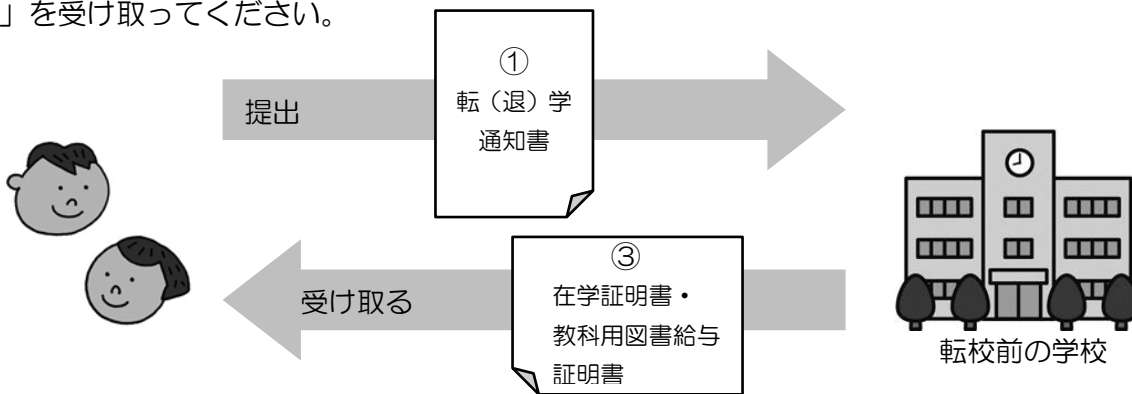 」を受け取ってください。
①
転（退）学
通知書
提出
③
在学証明書・
教科用図書給与
証明書
受け取る
転校前の学校